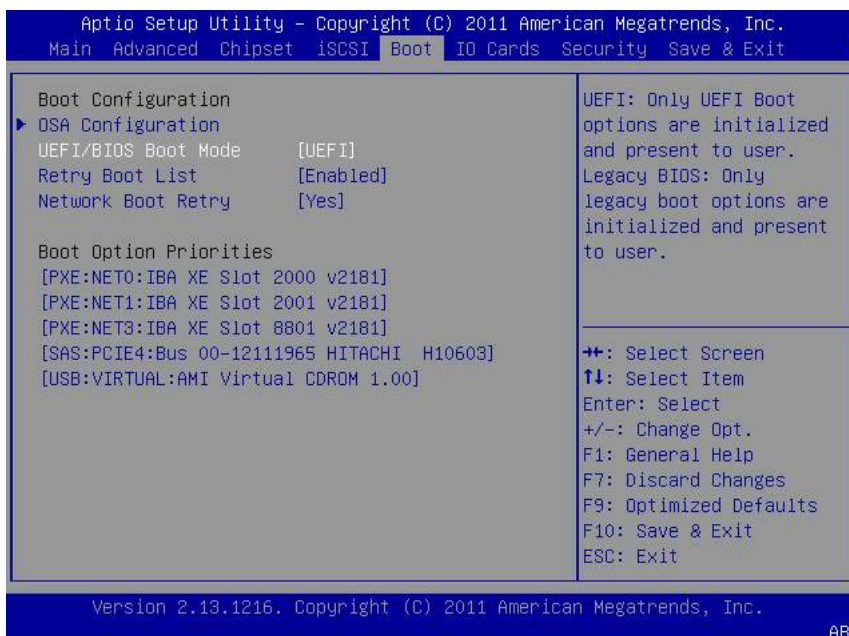 Aptio Setup Utility – Copyright (C) 2011 American Megatrends, Inc.
Main Advanced Chipset iSCSI Boot IO Cards Security Save & Exit
Boot Configuration
OSA Configuration
UEFI/BIOS Boot Mode [UEFI]
Retry Boot List [Enabled]
Network Boot Retry [Yes]
Boot Option Priorities
[PXE:NET0:IBA XE Slot 2000 v2181]
[PXE:NET1:IBA XE Slot 2001 v2181]
[PXE:NET3:IBA XE Slot 8801 v2181]
[SAS:PCIE4:Bus 00-12111965 HITACHI H10603]
[USB:VIRTUAL:AMI Virtual CDROM 1.00]
UEFI: Only UEFI Boot
options are initialized
and present to user.
Legacy BIOS: Only
legacy boot options are
initialized and present
to user.
→←: Select Screen
↑↓: Select Item
Enter: Select
+/-: Change Opt.
F1: General Help
F7: Discard Changes
F9: Optimized Defaults
F10: Save & Exit
ESC: Exit
Version 2.13.1216. Copyright (C) 2011 American Megatrends, Inc.
AB